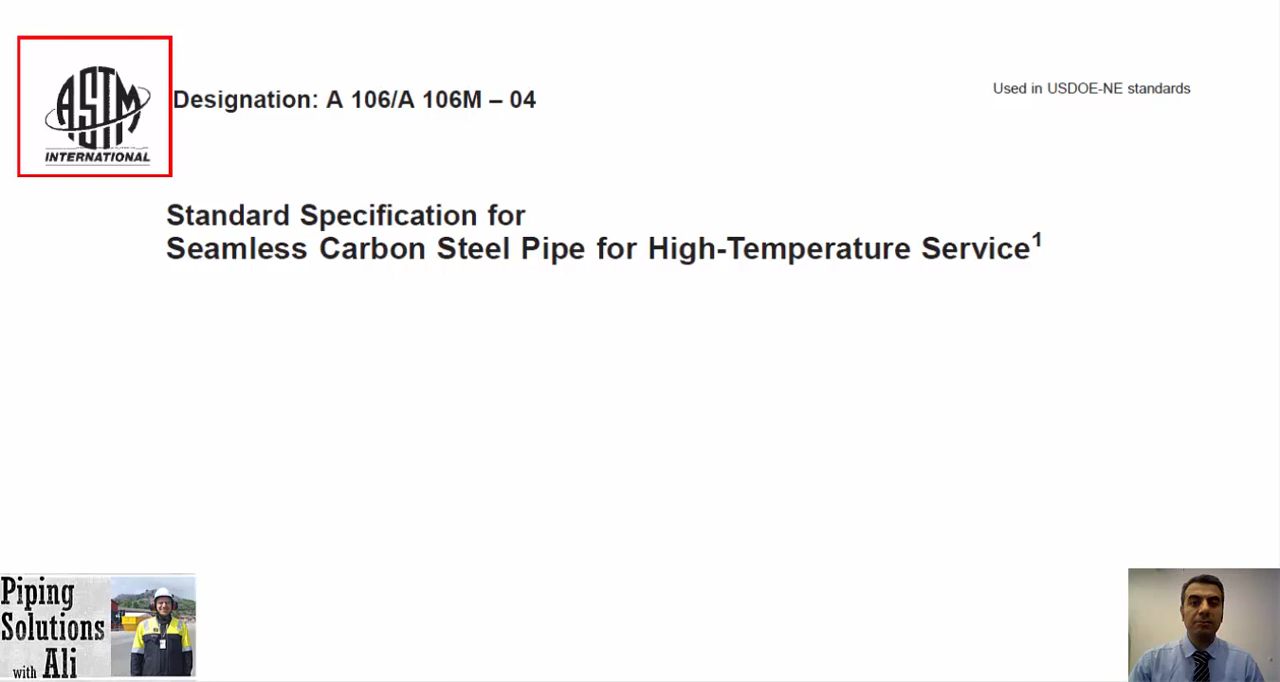 ASTM
INTERNATIONAL
Designation: A 106/A 106M – 04
Used in USDOE-NE standards
Standard Specification for
Seamless Carbon Steel Pipe for High-Temperature Service¹
Piping
Solutions
with Ali